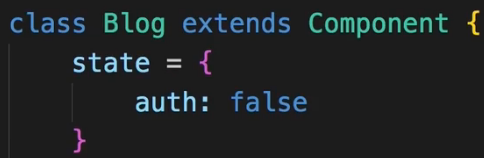 class Blog extends Component {
    state = {
        auth: false
    }